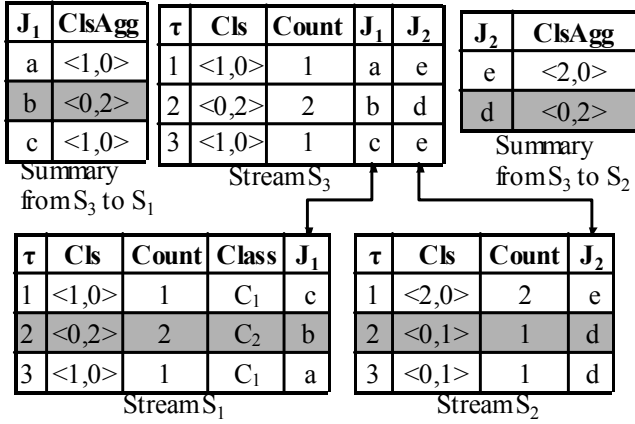 J₁ ClsAgg
a <1,0>
b <0,2>
c <1,0>
Summary
from S₃ to S₁
τ Cls Count J₁ J₂
1 <1,0> 1 a e
2 <0,2> 2 b d
3 <1,0> 1 c e
Stream S₃
J₂ ClsAgg
e <2,0>
d <0,2>
Summary
from S₃ to S₂
τ Cls Count Class J₁
1 <1,0> 1 C₁ c
2 <0,2> 2 C₂ b
3 <1,0> 1 C₁ a
Stream S₁
τ Cls Count J₂
1 <2,0> 2 e
2 <0,1> 1 d
3 <0,1> 1 d
Stream S₂